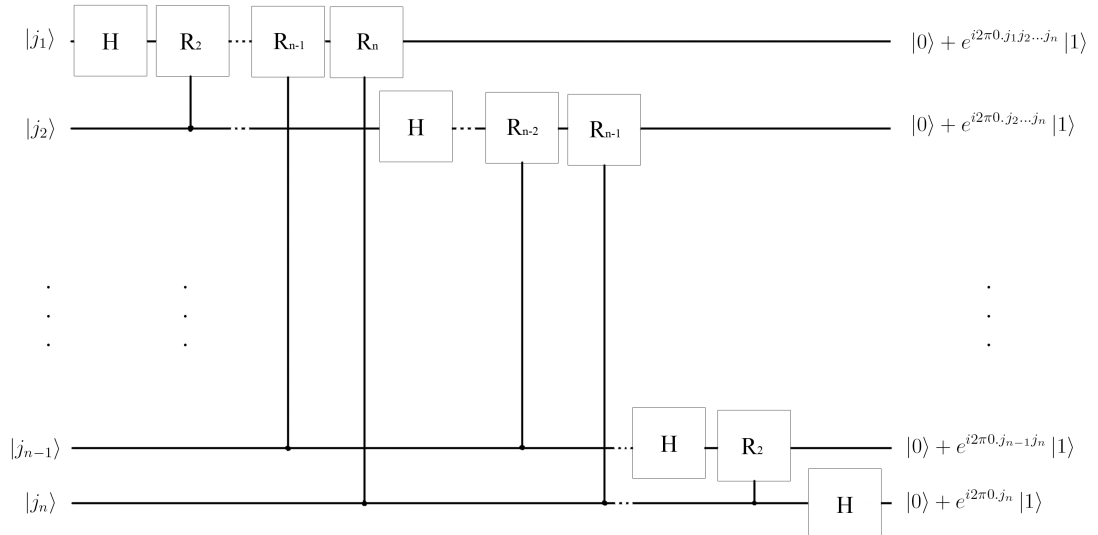 |j₁⟩ H R₂ Rₙ₋₁ Rₙ |0⟩ + e^{i2π0.j₁j₂...jₙ} |1⟩
|j₂⟩ H Rₙ₋₂ Rₙ₋₁ |0⟩ + e^{i2π0.j₂...jₙ} |1⟩
|jₙ₋₁⟩ H R₂ |0⟩ + e^{i2π0.jₙ₋₁jₙ} |1⟩
|jₙ⟩ H |0⟩ + e^{i2π0.jₙ} |1⟩